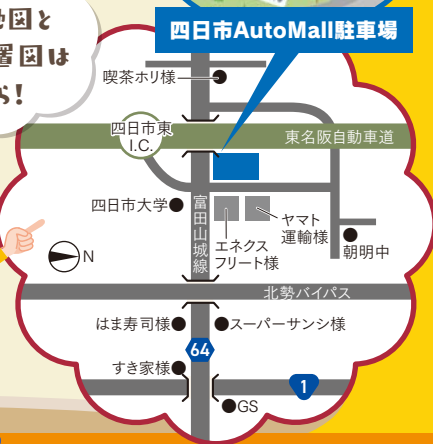 地図と
置図は
ら!
四日市AutoMall駐車場
喫茶ホリ様
四日市東
I.C.
東名阪自動車道
四日市大学
富田山城線
エネクス
フリート様
ヤマト
運輸様
朝明中
N
北勢バイパス
はま寿司様
スーパーサンシ様
64
すき家様
1
GS